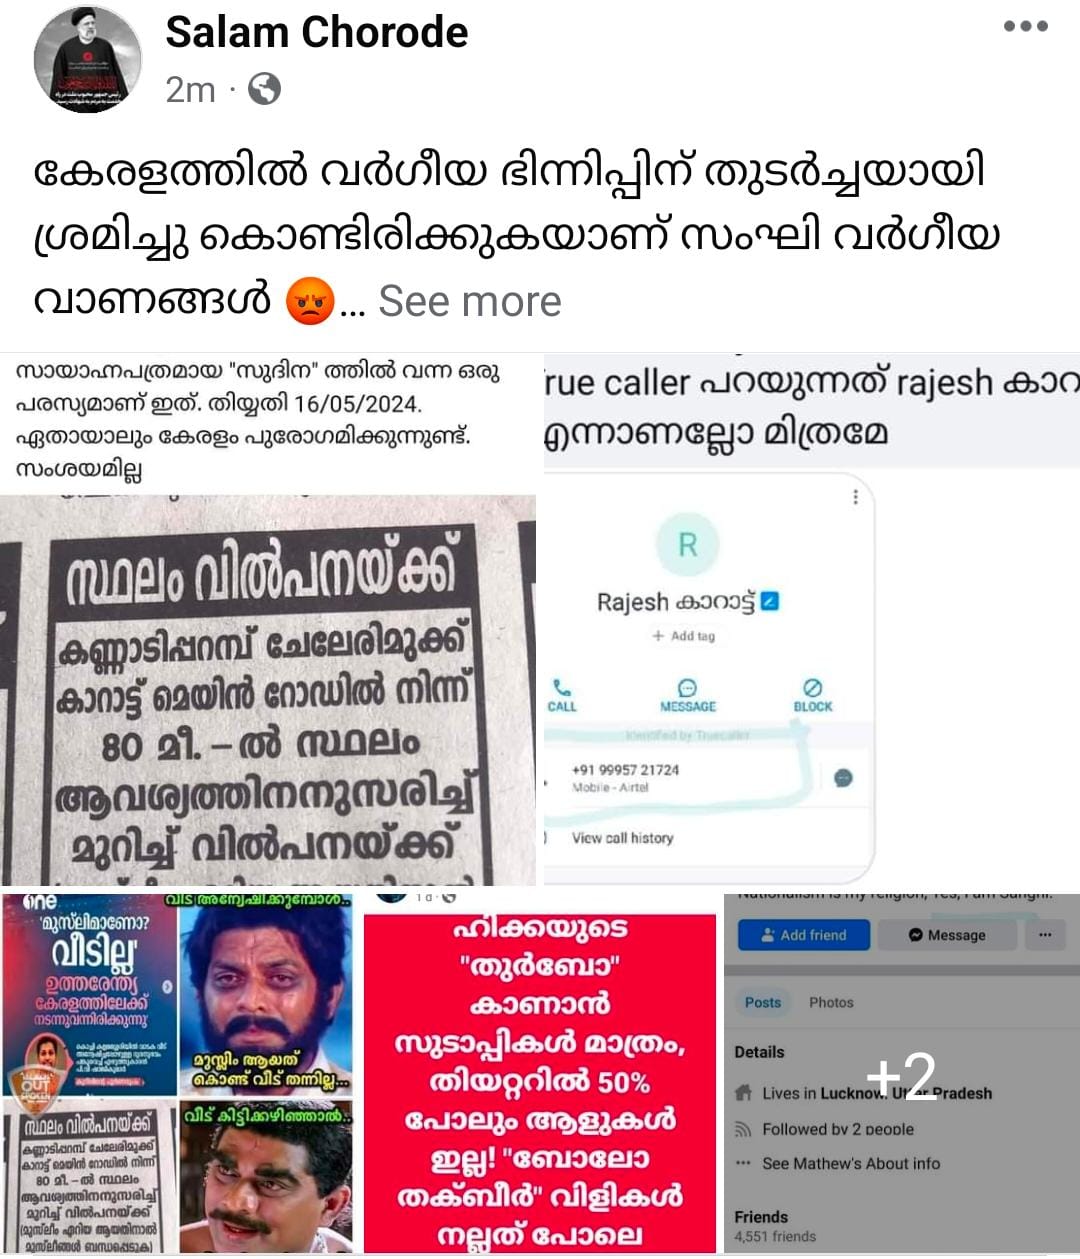 Salam Chorode
2m
കേരളത്തിൽ വർഗീയ ഭിന്നിപ്പിന് തുടർച്ചയായി
ശ്രമിച്ചു കൊണ്ടിരിക്കുകയാണ് സംഘി വർഗീയ
വാണങ്ങൾ 😡... See more
സായാഹ്നപത്രമായ "സുദിന" ത്തിൽ വന്ന ഒരു
പരസ്യമാണ് ഇത്. തിയ്യതി 16/05/2024.
ഏതായാലും കേരളം പുരോഗമിക്കുന്നുണ്ട്.
സംശയമില്ല
സ്ഥലം വിൽപനയ്ക്ക്
കണ്ണാടിപ്പറമ്പ് ചേലേരിമുക്ക്
കാറാട്ട് മെയിൻ റോഡിൽ നിന്ന്
80 മീ. – ൽ സ്ഥലം
ആവശ്യത്തിനനുസരിച്ച്
മുറിച്ച് വിൽപനയ്ക്ക്
rue caller പറയുന്നത് rajesh കാറ
എന്നാണല്ലോ മിത്രമേ
R
Rajesh കാറാട്ട്
+ Add tag
CALL
MESSAGE
BLOCK
Identified by Truecaller
+91 99957 21724
Mobile - Airtel
View call history
one
'മുസ്‌ലിമാണോ?
വീടില്ല'
ഉത്തരേന്ത്യ
കേരളത്തിലേക്ക്
നടന്നുവന്നിരിക്കുന്നു
OUT
SPOKEN
വിട അന്വേഷിക്കുമ്പോൾ..
മുസ്ലിം ആയത്
കൊണ്ട് വീട് തന്നില്ല...
സ്ഥലം വിൽപനയ്ക്ക്
കണ്ണാടിപ്പറമ്പ് ചേലേരിമുക്ക്
കാറാട്ട് മെയിൻ റോഡിൽ നിന്ന്
80 മീ. – ൽ സ്ഥലം
ആവശ്യത്തിനനുസരിച്ച്
മുറിച്ച് വിൽപനയ്ക്ക്
(മുസ്ലീം ഏറിയ ആയതിനാൽ
മുസ്ലീങ്ങൾ ബന്ധപ്പെടുക)
വീട് കിട്ടിക്കഴിഞ്ഞാൽ..
1 d
ഹിക്കയുടെ
"തുർബോ"
കാണാൻ
സുടാപ്പികൾ മാത്രം,
തിയറ്ററിൽ 50%
പോലും ആളുകൾ
ഇല്ല! "ബോലോ
തക്ബീർ" വിളികൾ
നല്ലത് പോലെ
Nationalism is my religion, Yes, I am Sanghi.
Add friend
Message
Posts
Photos
Details
Lives in Lucknow, Uttar Pradesh
+2
Followed by 2 people
See Mathew's About info
Friends
4,551 friends